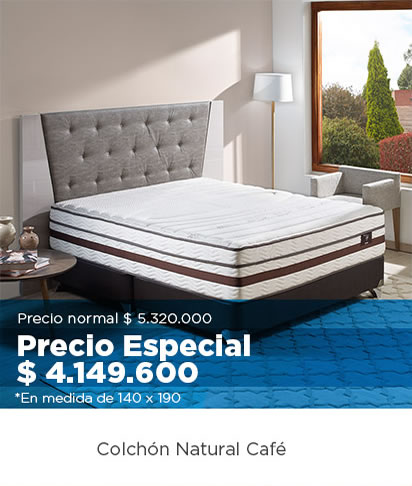 Precio normal $ 5.320.000
Precio Especial
$ 4.149.600
*En medida de 140 x 190
Colchón Natural Café